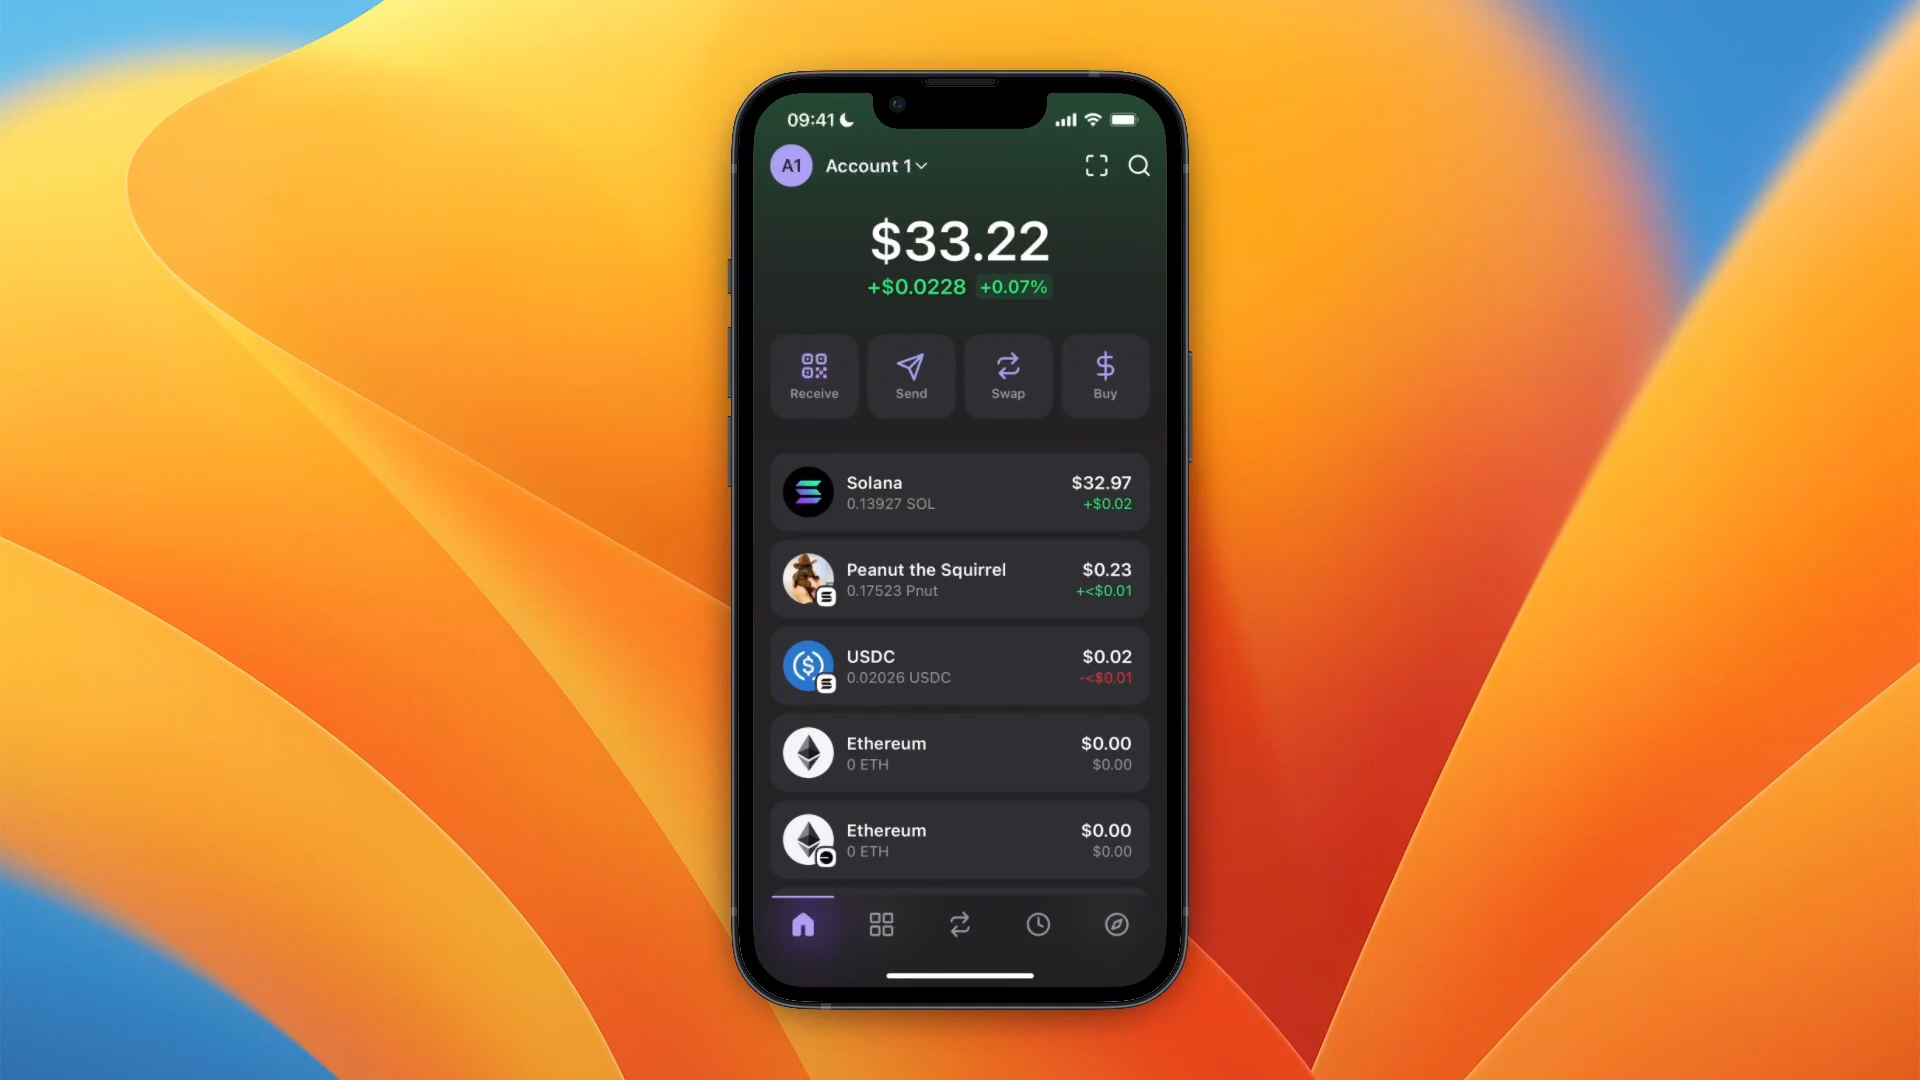 09:41
A1 Account 1
$33.22
+$0.0228 +0.07%
Receive Send Swap Buy
Solana $32.97
0.13927 SOL +$0.02
Peanut the Squirrel $0.23
0.17523 Pnut +<$0.01
USDC $0.02
0.02026 USDC -<$0.01
Ethereum $0.00
0 ETH $0.00
Ethereum $0.00
0 ETH $0.00